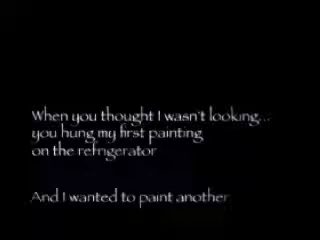 When you thought I wasn't looking...
you hung my first painting
on the refrigerator
And I wanted to paint another